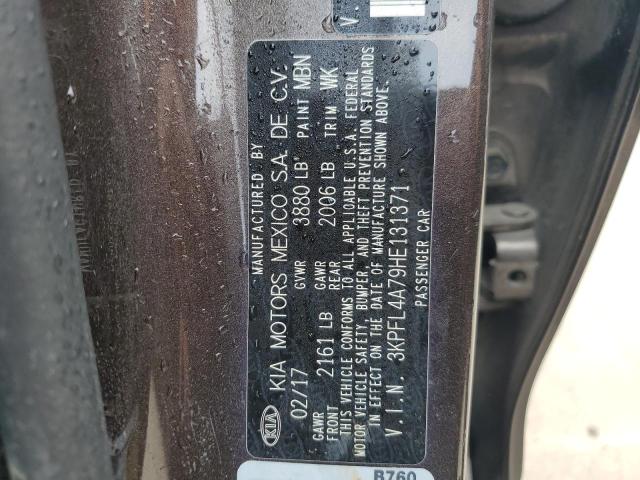 KIA
MANUFACTURED BY
KIA MOTORS MEXICO S.A. DE C.V.
02/17 GVWR 3880 LB PAINT MBN
GAWR FRONT 2161 LB GAWR REAR 2006 LB TRIM WK
THIS VEHICLE CONFORMS TO ALL APPLICABLE U.S.A. FEDERAL
MOTOR VEHICLE SAFETY, BUMPER, AND THEFT PREVENTION STANDARDS
IN EFFECT ON THE DATE OF MANUFACTURE SHOWN ABOVE.
V.I.N. 3KPFL4A79HE131371
PASSENGER CAR
V.
B760